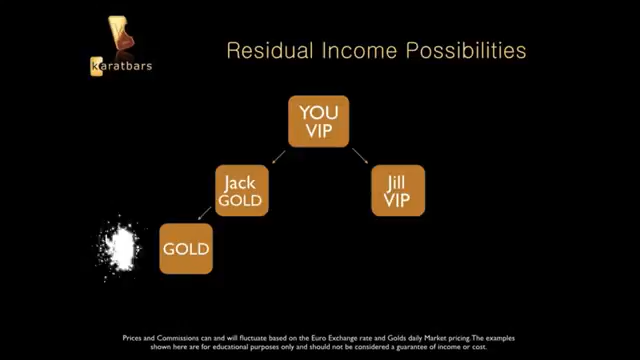 karatbars
Residual Income Possibilities
YOU
VIP
Jack
GOLD
Jill
VIP
GOLD
Prices and Commissions can and will fluctuate based on the Euro Exchange rate and Golds daily Market pricing. The examples
shown here are for educational purposes only and should not be considered a guarantee of income or cost.